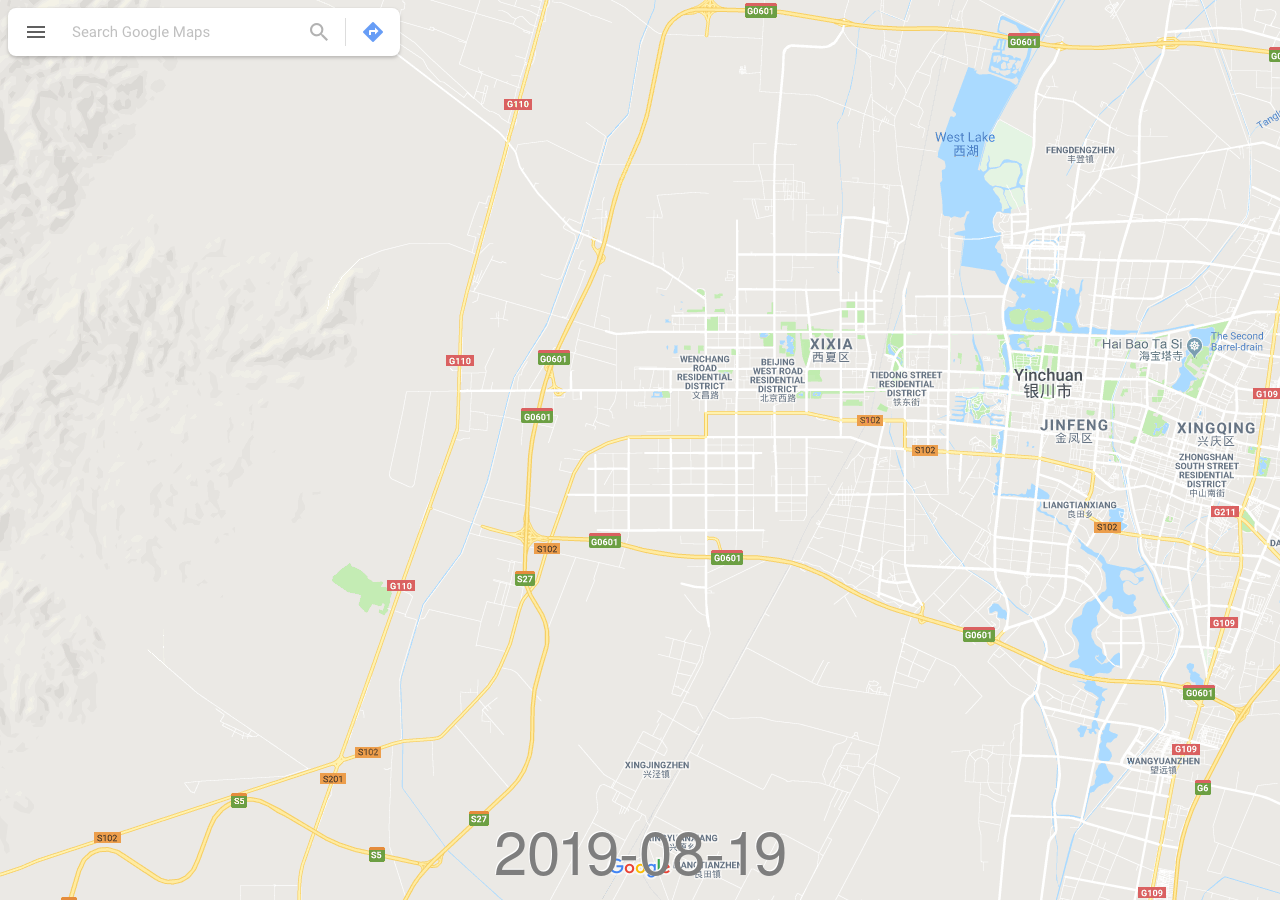 Search Google Maps
G0601
G0601
G110
West Lake
西湖
FENGDENGZHEN
丰登镇
XIXIA
西夏区
Hai Bao Ta Si
海宝塔寺
The Second
Barrel-drain
G0601
G110
WENCHANG
ROAD
RESIDENTIAL
DISTRICT
文昌路
BEIJING
WEST ROAD
RESIDENTIAL
DISTRICT
北京西路
TIEDONG STREET
RESIDENTIAL
DISTRICT
铁东街
Yinchuan
银川市
G109
G0601
S102
JINFENG
金凤区
XINGQING
兴庆区
S102
ZHONGSHAN
SOUTH STREET
RESIDENTIAL
DISTRICT
中山南街
LIANGTIANXIANG
良田乡
G211
S102
G0601
S102
G0601
S27
G110
G109
G0601
G0601
S102
S201
G109
WANGYUANZHEN
望远镇
XINGJINGZHEN
兴泾镇
G6
S5
S27
S102
S5
2019-08-19
Google
良田镇
G109